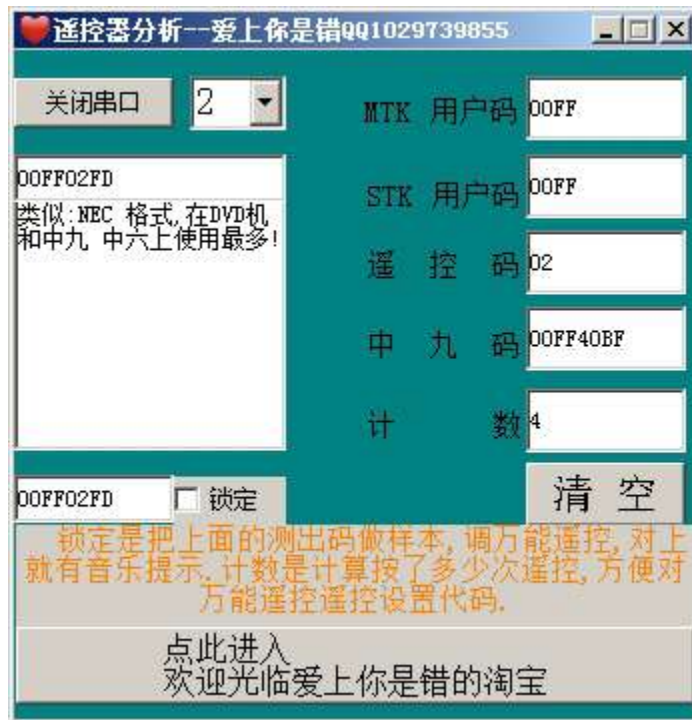 遥控器分析--爱上你是错QQ1029739855
关闭串口
2
MTK 用户码
00FF
00FF02FD
类似:NEC 格式,在DVD机
和中九 中六上使用最多!
STK 用户码
00FF
遥 控 码
02
中 九 码
00FF40BF
计 数
4
00FF02FD
锁定
清 空
锁定是把上面的测出码做样本,调万能遥控,对上
就有音乐提示.计数是计算按了多少次遥控,方便对
万能遥控遥控设置代码.
点此进入
欢迎光临爱上你是错的淘宝